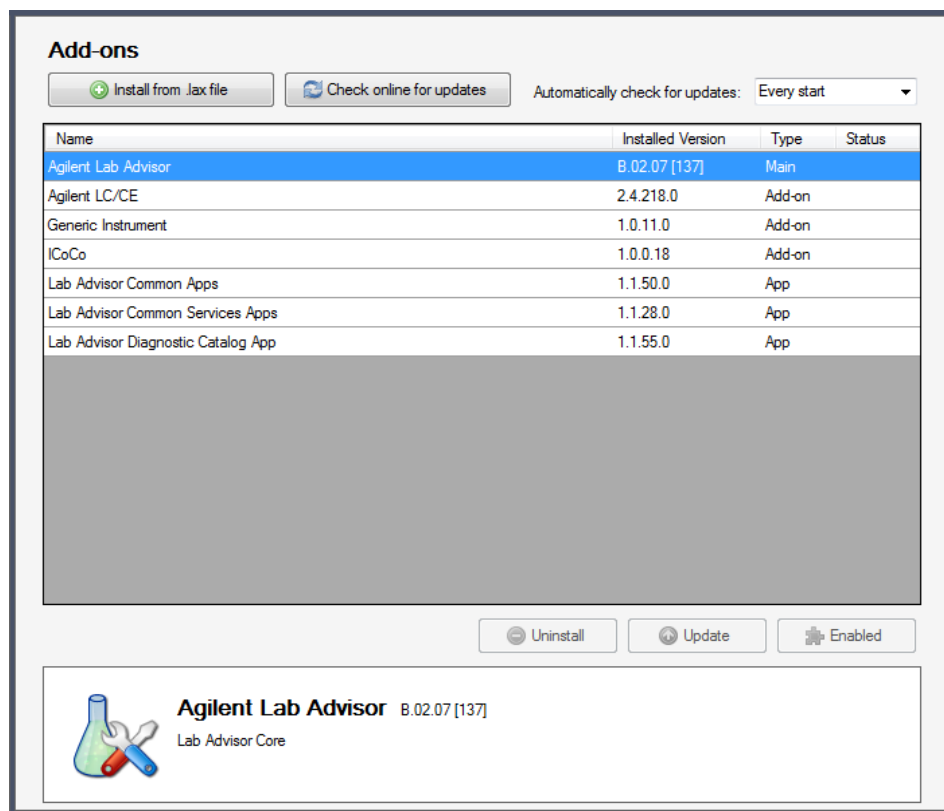 Add-ons
Install from .lax file Check online for updates Automatically check for updates: Every start
Name Installed Version Type Status
Agilent Lab Advisor B.02.07 [137] Main
Agilent LC/CE 2.4.218.0 Add-on
Generic Instrument 1.0.11.0 Add-on
ICoCo 1.0.0.18 Add-on
Lab Advisor Common Apps 1.1.50.0 App
Lab Advisor Common Services Apps 1.1.28.0 App
Lab Advisor Diagnostic Catalog App 1.1.55.0 App
Uninstall Update Enabled
Agilent Lab Advisor B.02.07 [137]
Lab Advisor Core